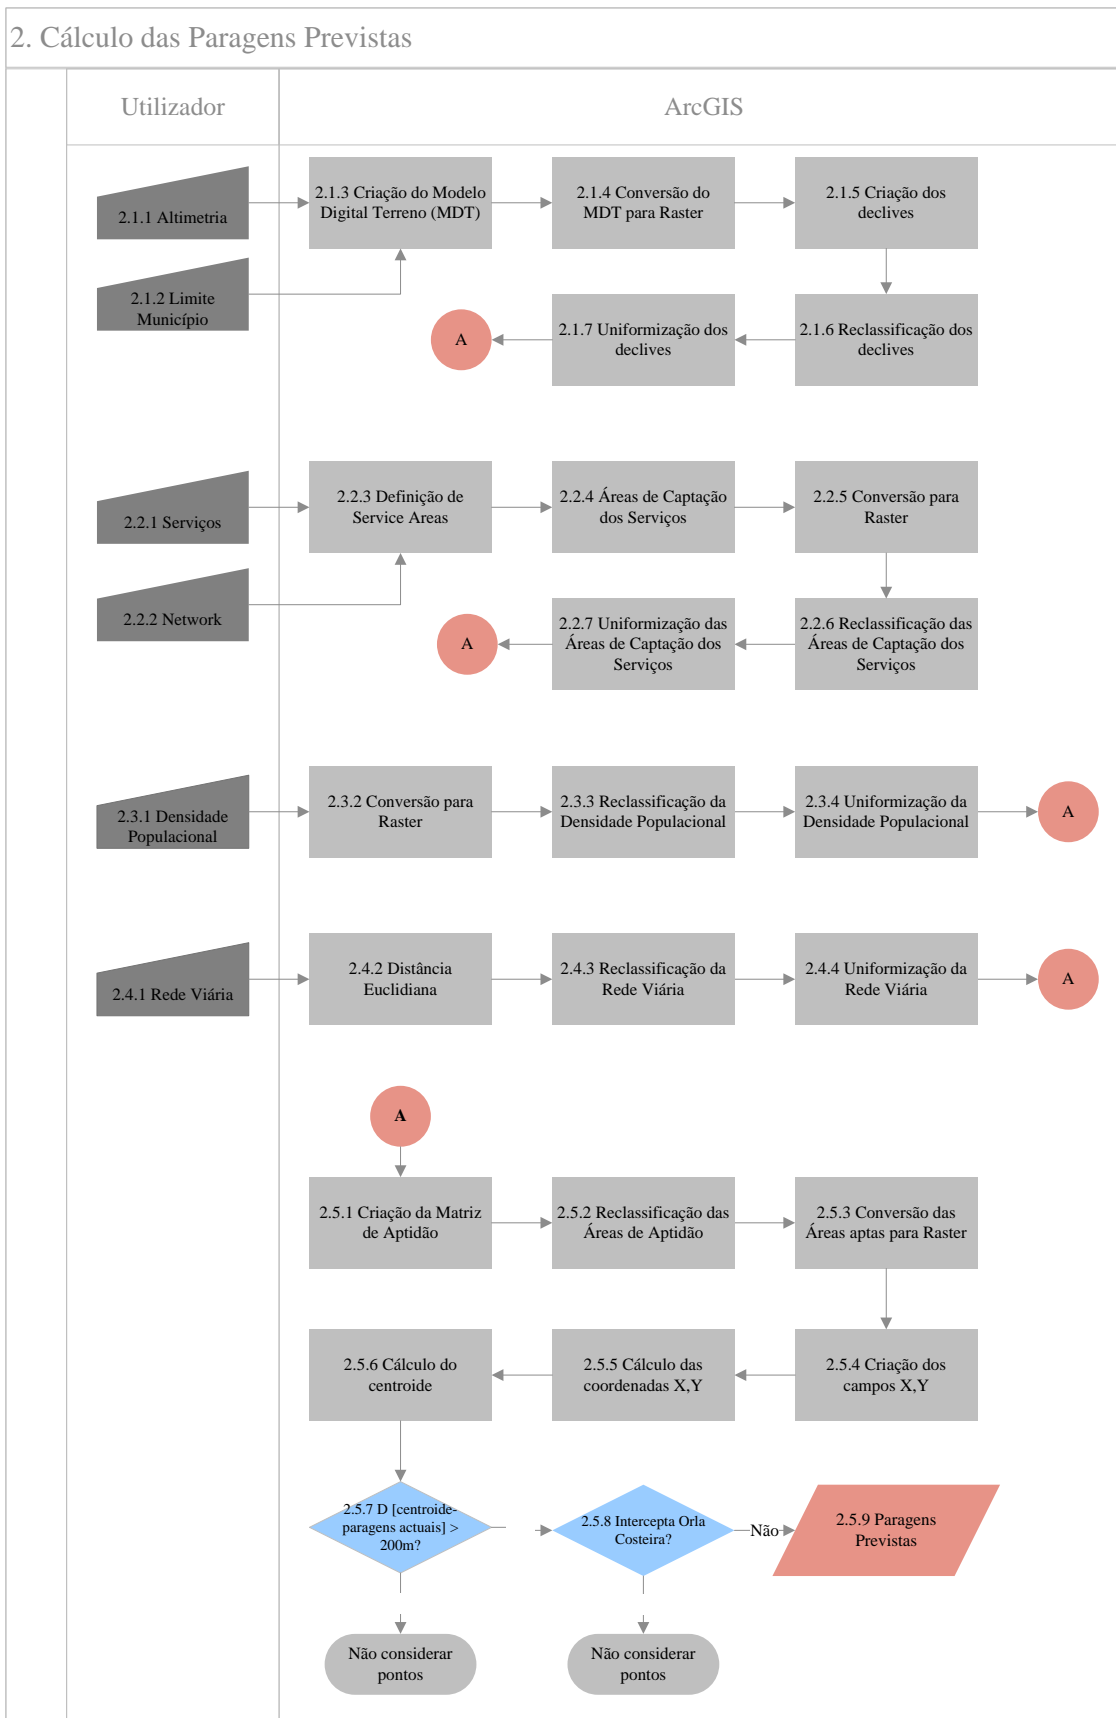 2. Cálculo das Paragens Previstas
Utilizador
ArcGIS
2.1.1 Altimetria
2.1.3 Criação do Modelo
Digital Terreno (MDT)
2.1.4 Conversão do
MDT para Raster
2.1.5 Criação dos
declives
2.1.2 Limite
Município
A
2.1.7 Uniformização dos
declives
2.1.6 Reclassificação dos
declives
2.2.1 Serviços
2.2.3 Definição de
Service Areas
2.2.4 Áreas de Captação
dos Serviços
2.2.5 Conversão para
Raster
2.2.2 Network
A
2.2.7 Uniformização das
Áreas de Captação dos
Serviços
2.2.6 Reclassificação das
Áreas de Captação dos
Serviços
2.3.1 Densidade
Populacional
2.3.2 Conversão para
Raster
2.3.3 Reclassificação da
Densidade Populacional
2.3.4 Uniformização da
Densidade Populacional
A
2.4.1 Rede Viária
2.4.2 Distância
Euclidiana
2.4.3 Reclassificação da
Rede Viária
2.4.4 Uniformização da
Rede Viária
A
A
2.5.1 Criação da Matriz
de Aptidão
2.5.2 Reclassificação das
Áreas de Aptidão
2.5.3 Conversão das
Áreas aptas para Raster
2.5.6 Cálculo do
centroide
2.5.5 Cálculo das
coordenadas X,Y
2.5.4 Criação dos
campos X,Y
2.5.7 D [centroide-
paragens actuais] >
200m?
2.5.8 Intercepta Orla
Costeira?
Não
2.5.9 Paragens
Previstas
Não considerar
pontos
Não considerar
pontos